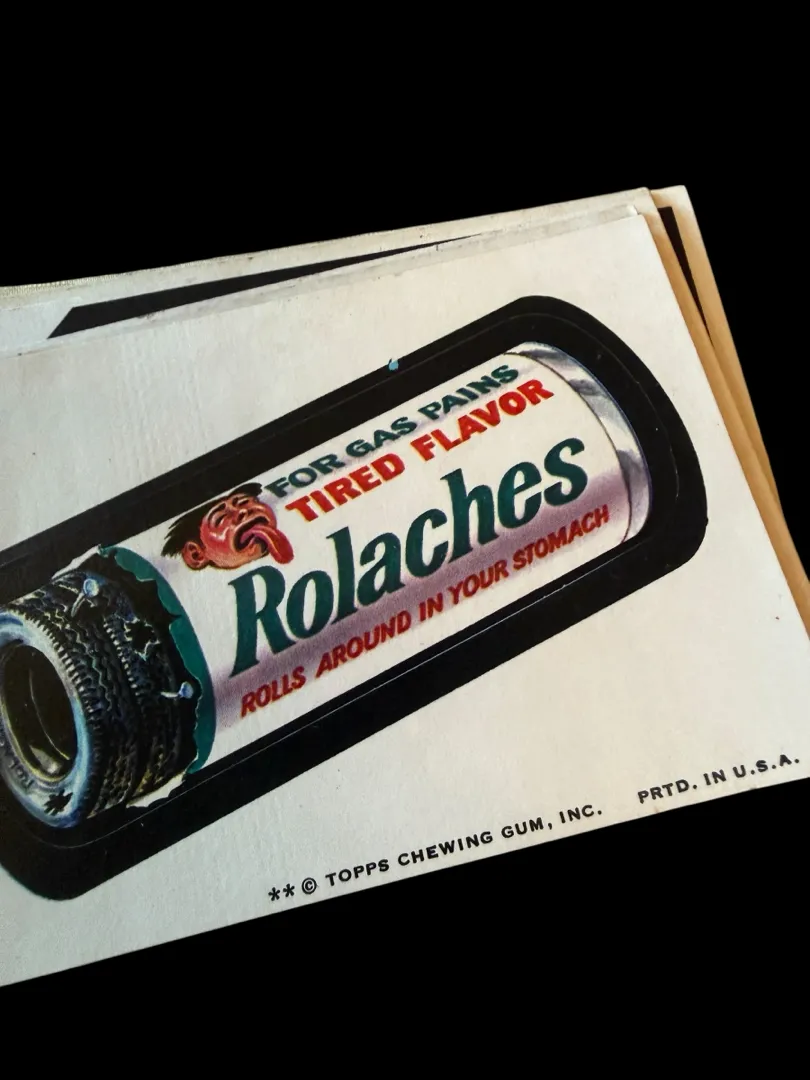 FOR GAS PAINS
TIRED FLAVOR
Rolaches
ROLLS AROUND IN YOUR STOMACH
** © TOPPS CHEWING GUM, INC. PRTD. IN U.S.A.